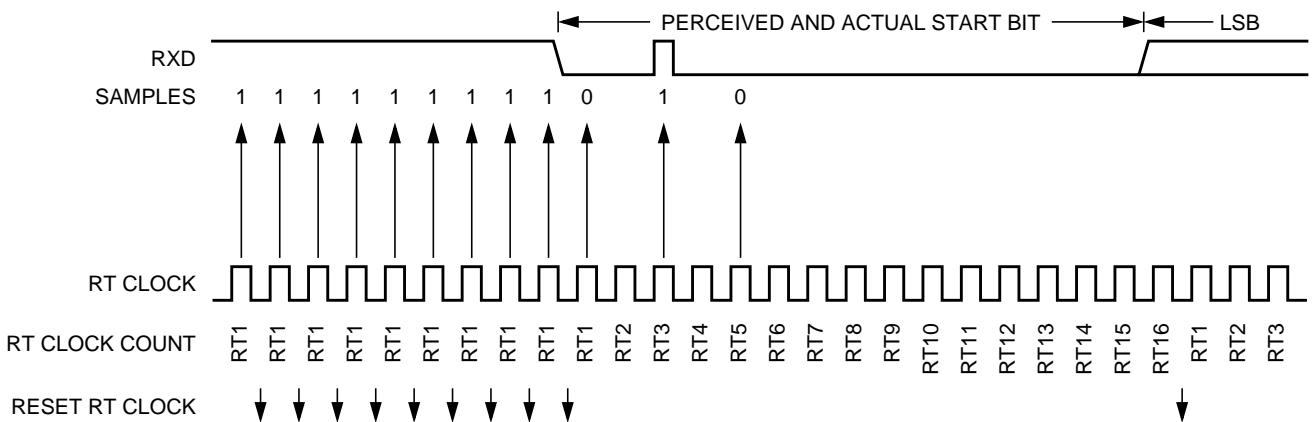 PERCEIVED AND ACTUAL START BIT LSB
RXD
SAMPLES 1 1 1 1 1 1 1 1 1 0 1 0
RT CLOCK
RT CLOCK COUNT RT1 RT1 RT1 RT1 RT1 RT1 RT1 RT1 RT1 RT1 RT2 RT3 RT4 RT5 RT6 RT7 RT8 RT9 RT10 RT11 RT12 RT13 RT14 RT15 RT16 RT1 RT2 RT3
RESET RT CLOCK